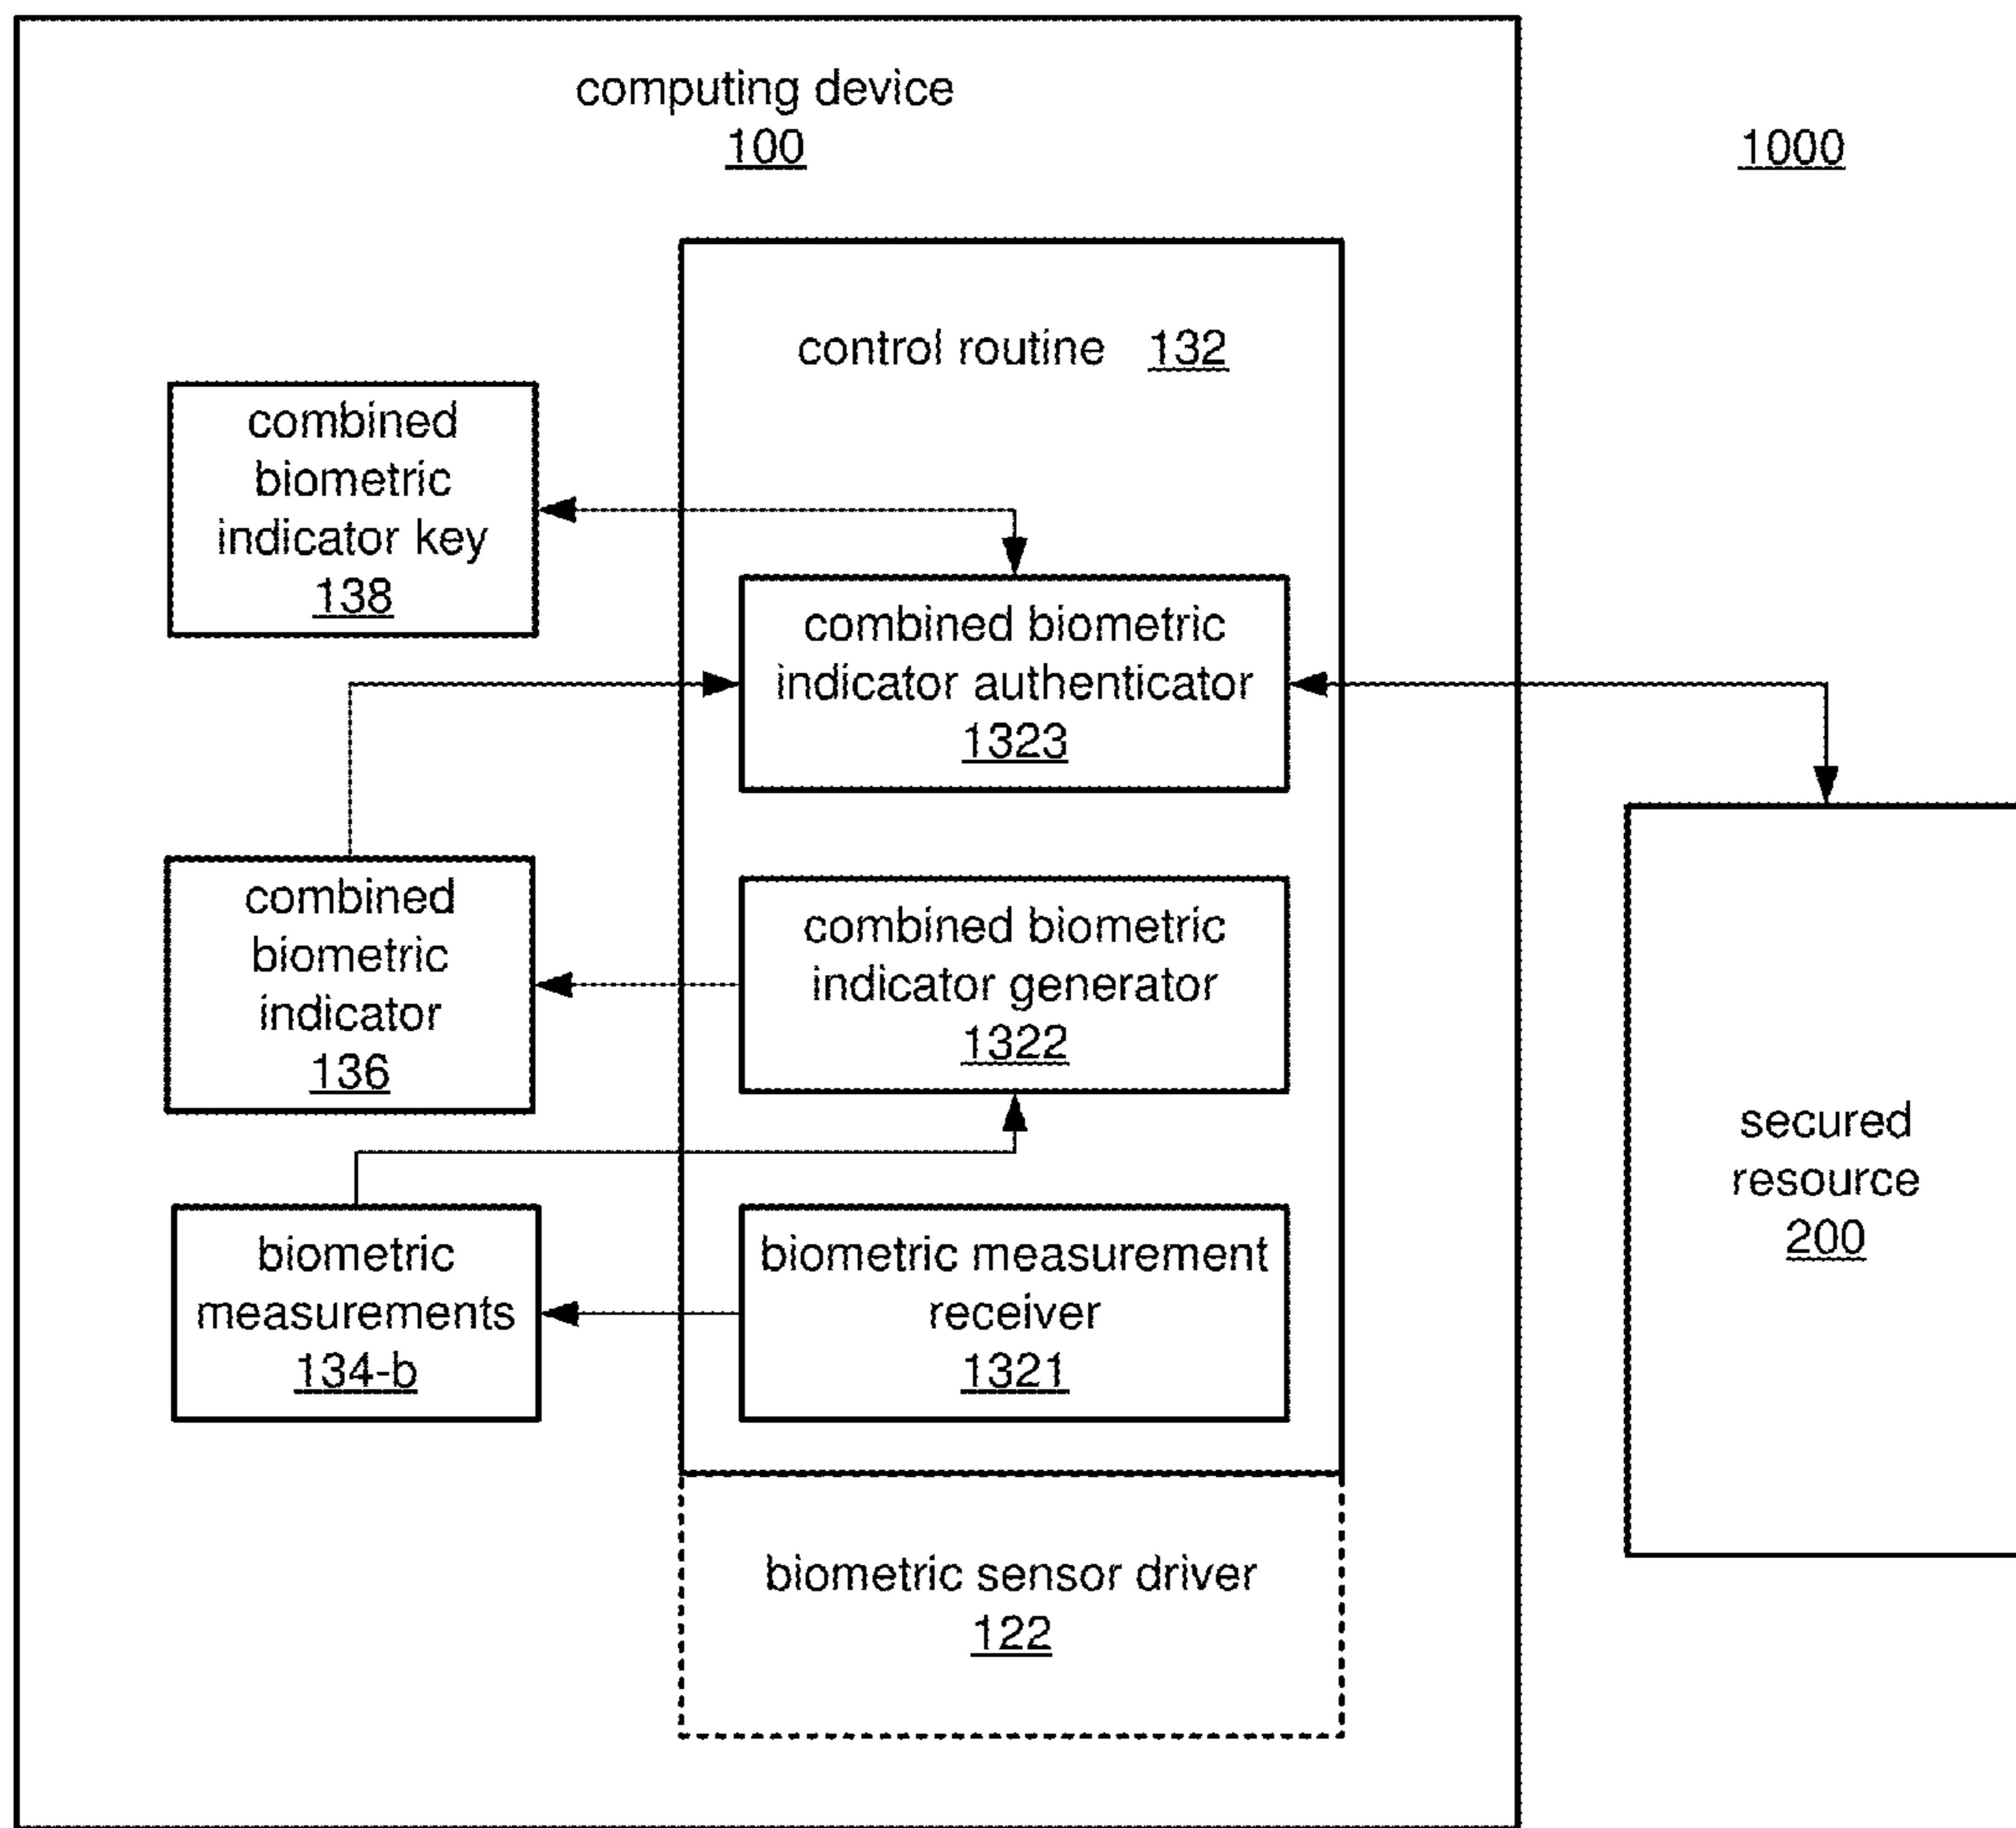 computing device
100
1000
control routine 132
combined
biometric
indicator key
138
combined biometric
indicator authenticator
1323
combined
biometric
indicator
136
combined biometric
indicator generator
1322
secured
resource
200
biometric
measurements
134-b
biometric measurement
receiver
1321
biometric sensor driver
122